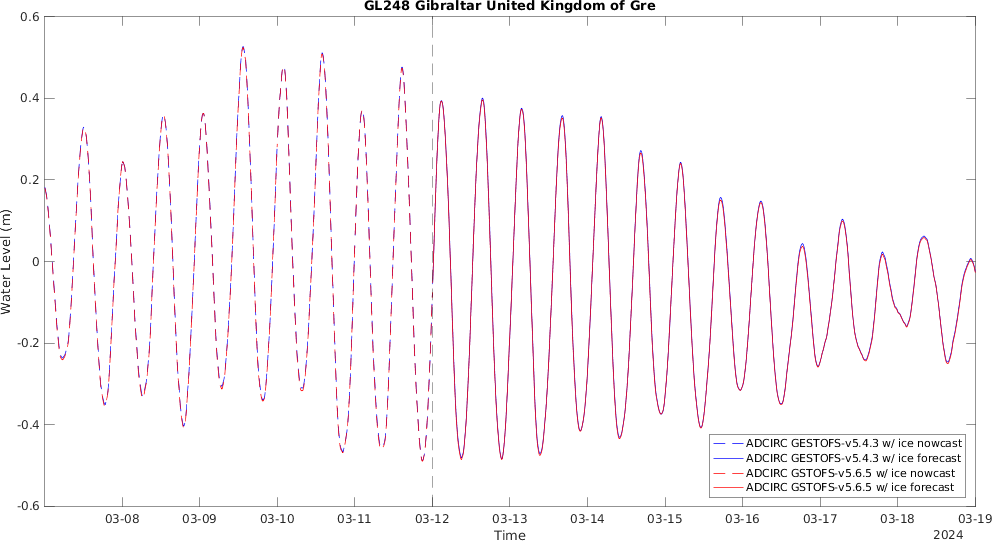 GL248 Gibraltar United Kingdom of Gre
0.6
0.4
0.2
0
-0.2
-0.4
-0.6
Water Level (m)
ADCIRC GESTOFS-v5.4.3 w/ ice nowcast
ADCIRC GESTOFS-v5.4.3 w/ ice forecast
ADCIRC GSTOFS-v5.6.5 w/ ice nowcast
ADCIRC GSTOFS-v5.6.5 w/ ice forecast
03-08 03-09 03-10 03-11 03-12 03-13 03-14 03-15 03-16 03-17 03-18 03-19
Time
2024